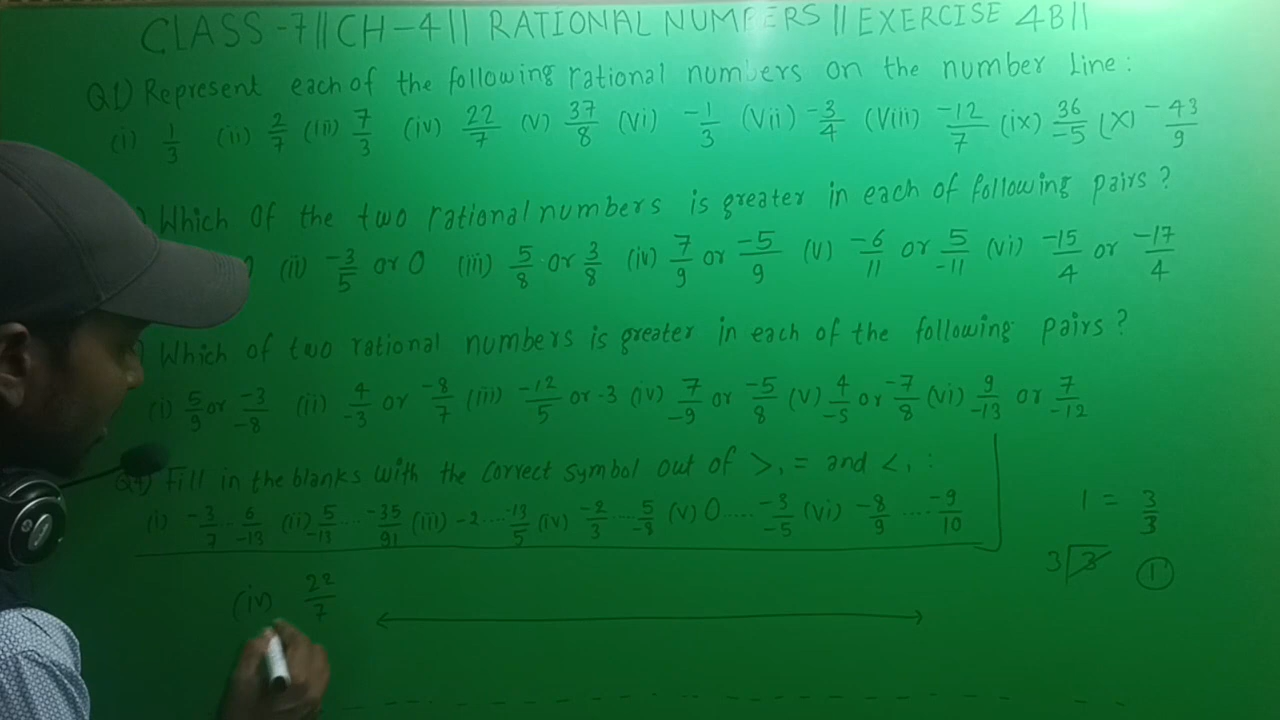 CLASS-7||CH-4|| RATIONAL NUMBERS || EXERCISE 4B||
Q1) Represent each of the following rational numbers on the number line:
(i) 1/3 (ii) 2/7 (iii) 7/3 (iv) 22/7 (v) 37/8 (vi) -1/3 (vii) -3/4 (viii) -12/7 (ix) 36/-5 (x) -43/9
) Which of the two rational numbers is greater in each of following pairs?
(ii) -3/5 or 0 (iii) 5/8 or 3/8 (iv) 7/9 or -5/9 (v) -6/11 or 5/-11 (vi) -15/4 or -17/4
) Which of two rational numbers is greater in each of the following pairs?
(i) 5/9 or -3/-8 (ii) 4/-3 or -8/7 (iii) -12/5 or -3 (iv) 7/-9 or -5/8 (v) 4/-5 or -7/8 (vi) 9/-13 or 7/-12
Q4) Fill in the blanks with the correct symbol out of >, = and <, :
(i) -3/7 .... 6/-13 (ii) 5/-13 .... -35/91 (iii) -2 .... -13/5 (iv) -2/3 .... 5/-8 (v) 0 ..... -3/-5 (vi) -8/9 .... -9/10
1 = 3/3
3 3 1
(iv) 22/7